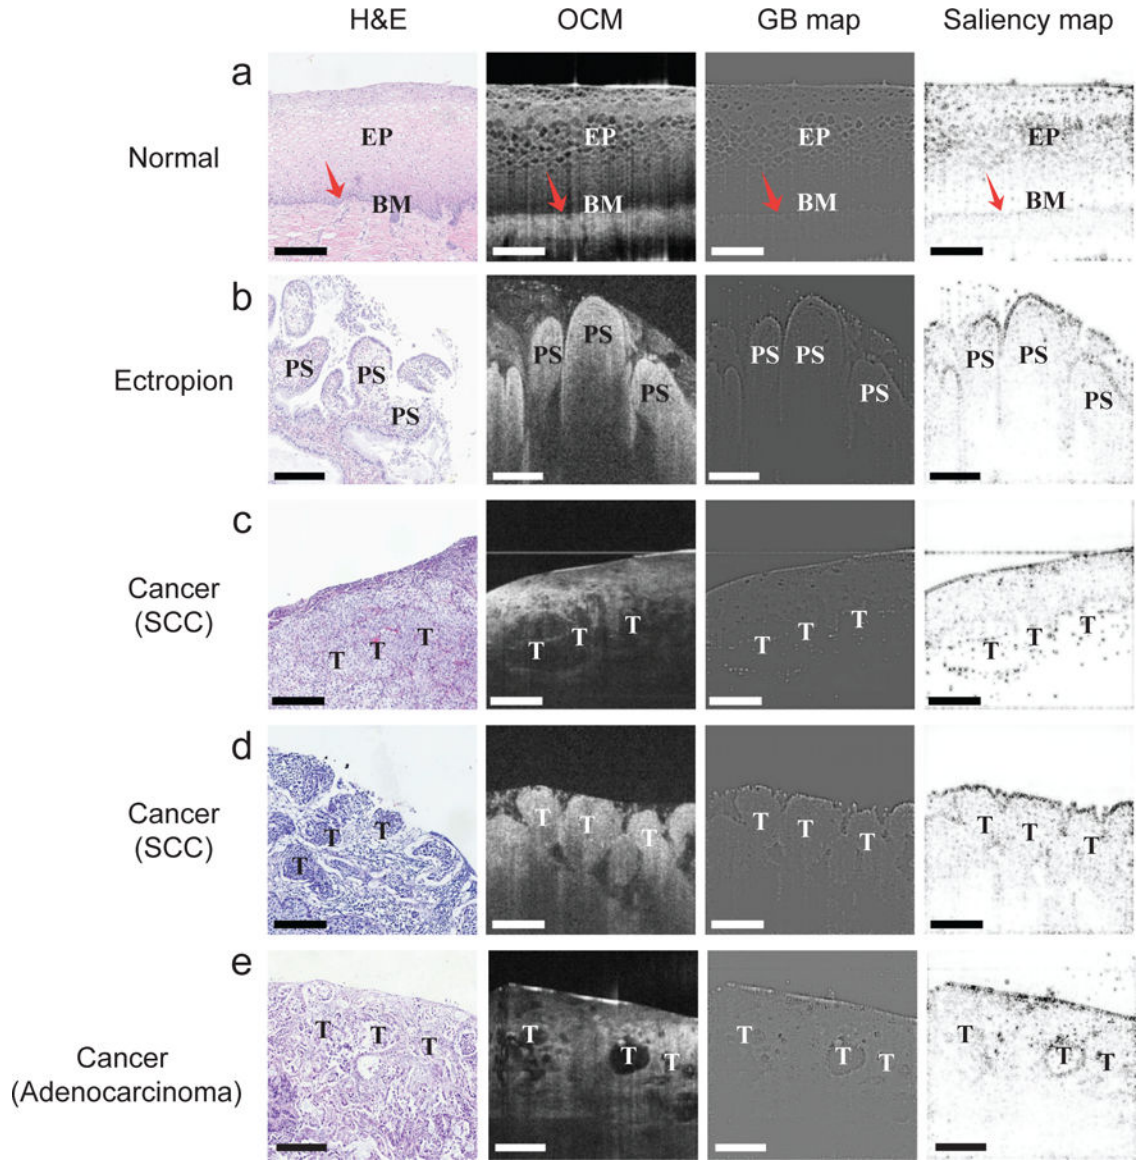 H&E OCM GB map Saliency map
a
Normal
EP EP EP EP
BM BM BM BM
b
Ectropion
PS PS PS PS PS PS PS PS PS PS PS PS
c
Cancer
(SCC)
T T T T T T T T T T T T
d
Cancer
(SCC)
T T T T T T T T T T T T
e
Cancer
(Adenocarcinoma)
T T T T T T T T T T T T